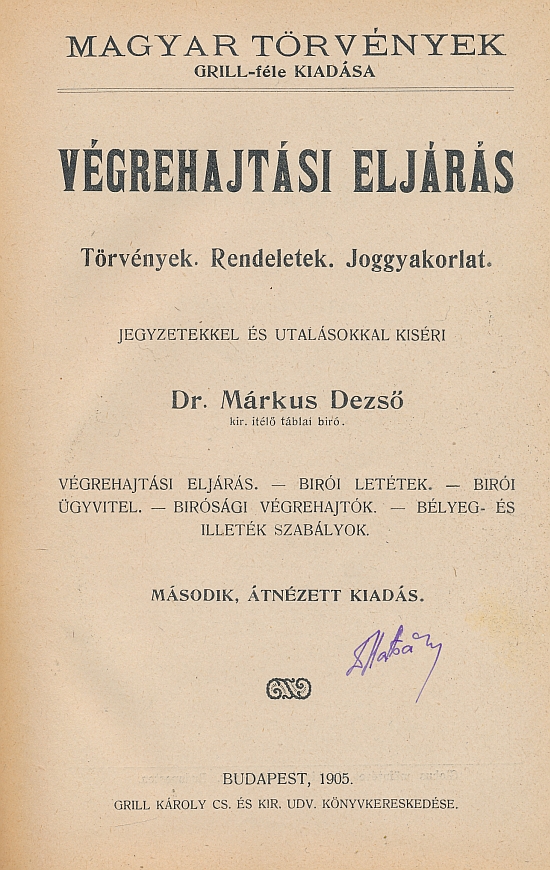 MAGYAR TÖRVÉNYEK
GRILL-féle KIADÁSA
VÉGREHAJTÁSI ELJÁRÁS
Törvények. Rendeletek. Joggyakorlat.
JEGYZETEKKEL ÉS UTALÁSOKKAL KISÉRI
Dr. Márkus Dezső
kir. itélő táblai biró.
VÉGREHAJTÁSI ELJÁRÁS. — BIRÓI LETÉTEK. — BIRÓI
ÜGYVITEL. — BIRÓSÁGI VÉGREHAJTÓK. — BÉLYEG- ÉS
ILLETÉK SZABÁLYOK.
MÁSODIK, ÁTNÉZETT KIADÁS.
BUDAPEST, 1905.
GRILL KÁROLY CS. ÉS KIR. UDV. KÖNYVKERESKEDÉSE.